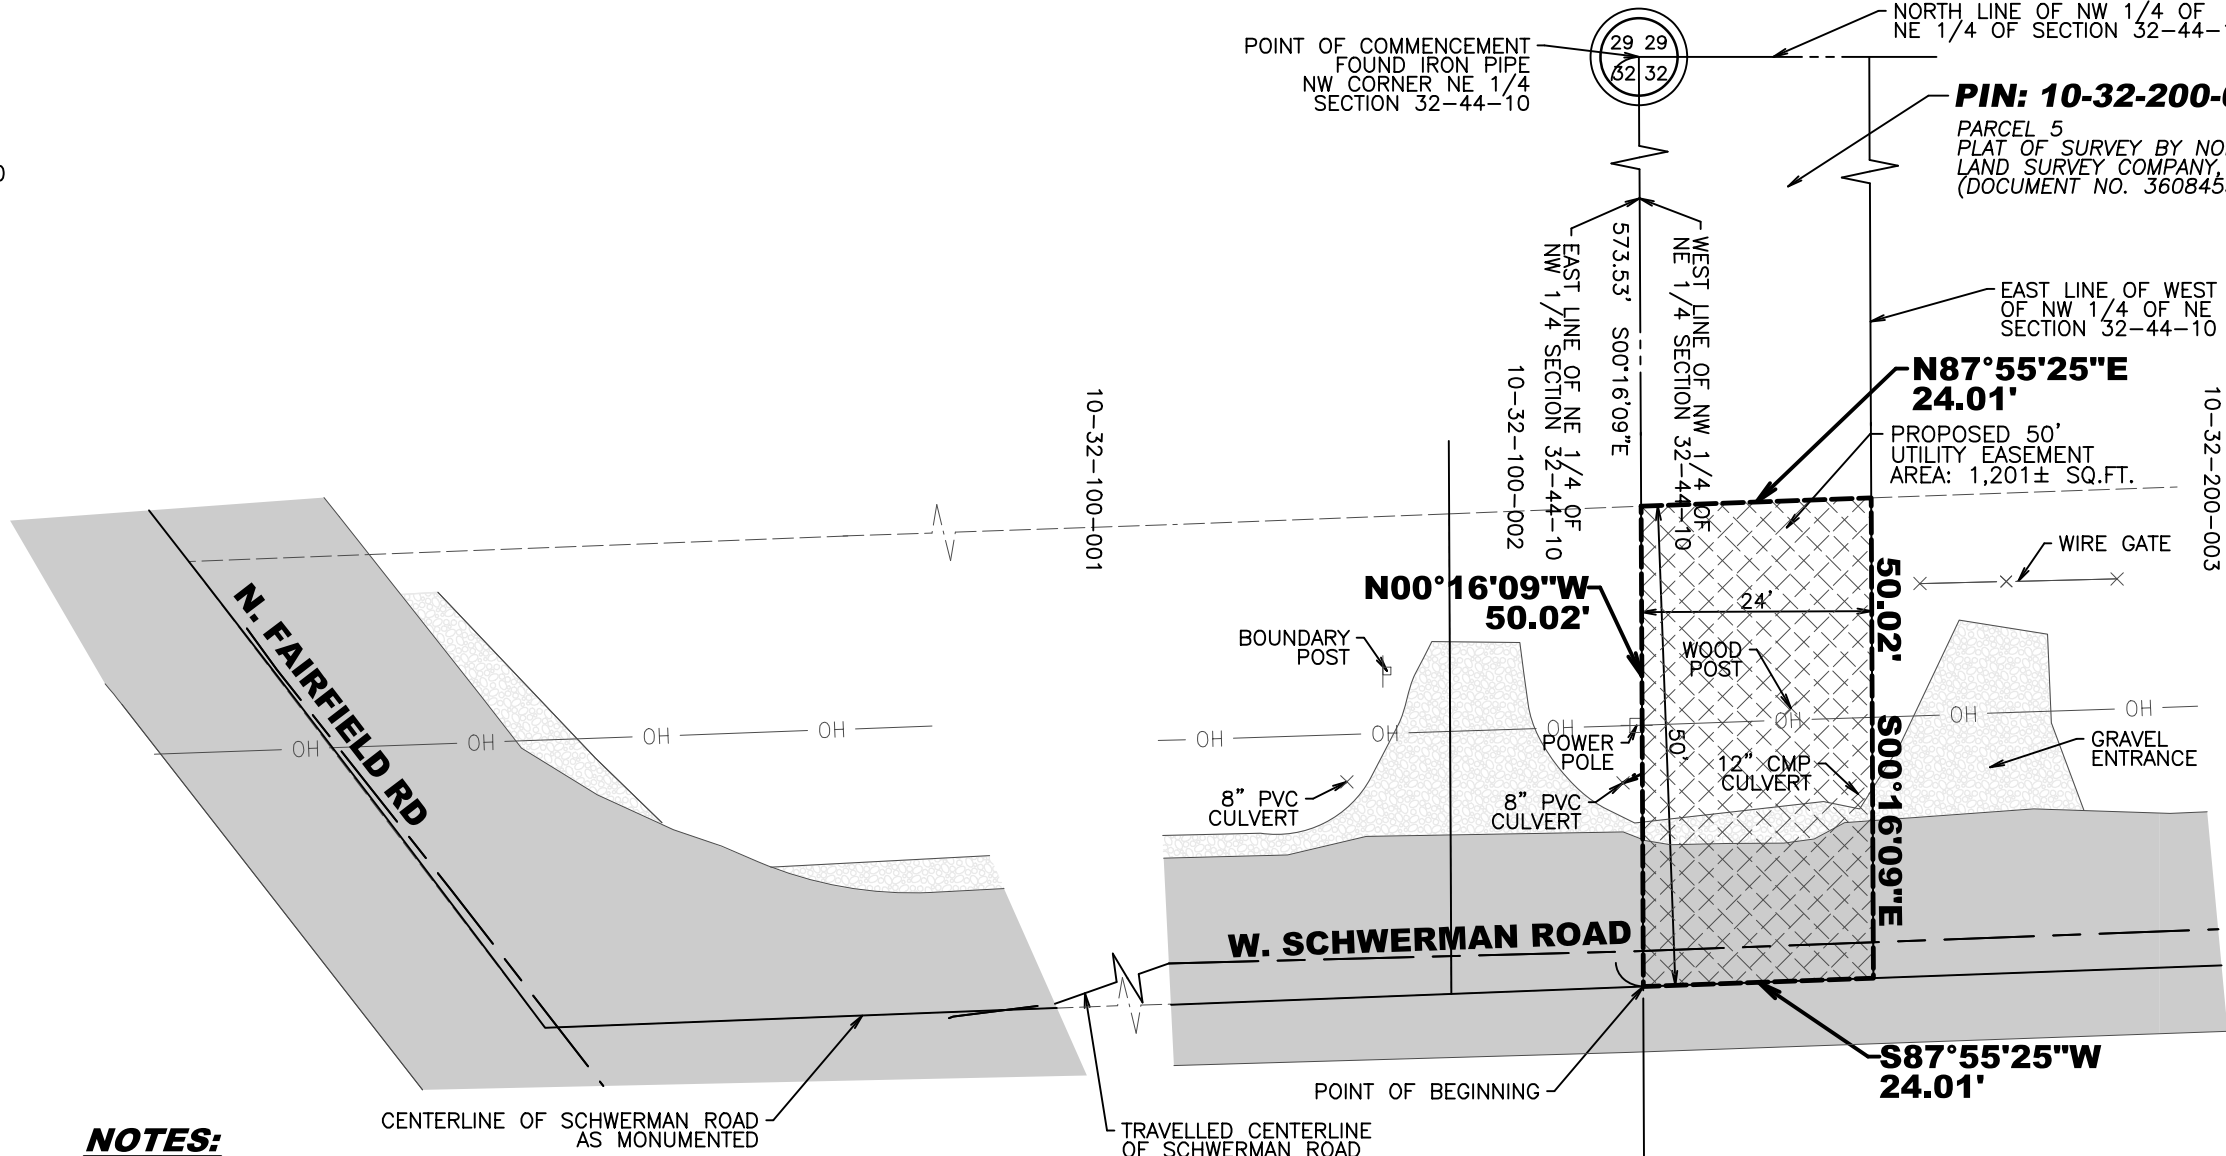 NORTH LINE OF NW 1/4 OF
NE 1/4 OF SECTION 32-44-
POINT OF COMMENCEMENT
FOUND IRON PIPE
NW CORNER NE 1/4
SECTION 32-44-10
29 29
32 32
PIN: 10-32-200-
PARCEL 5
PLAT OF SURVEY BY
LAND SURVEY COMPANY,
(DOCUMENT NO. 360845
EAST LINE OF NE 1/4 OF
NW 1/4 SECTION 32-44-10
573.53' S00°16'09"E
WEST LINE OF NW 1/4 OF
NE 1/4 SECTION 32-44-10
EAST LINE OF WEST
OF NW 1/4 OF NE
SECTION 32-44-10
N87°55'25"E
24.01'
PROPOSED 50'
UTILITY EASEMENT
AREA: 1,201± SQ.FT.
10-32-100-001
10-32-100-002
10-32-200-003
WIRE GATE
N00°16'09"W
50.02'
24'
50.02' S00°16'09"E
BOUNDARY
POST
WOOD
POST
N. FAIRFIELD RD
OH OH OH OH OH OH OH OH OH OH
POWER
POLE
50'
12" CMP
CULVERT
GRAVEL
ENTRANCE
8" PVC
CULVERT
8" PVC
CULVERT
W. SCHWERMAN ROAD
S87°55'25"W
24.01'
POINT OF BEGINNING
CENTERLINE OF SCHWERMAN ROAD
AS MONUMENTED
TRAVELLED CENTERLINE
OF SCHWERMAN ROAD
NOTES: